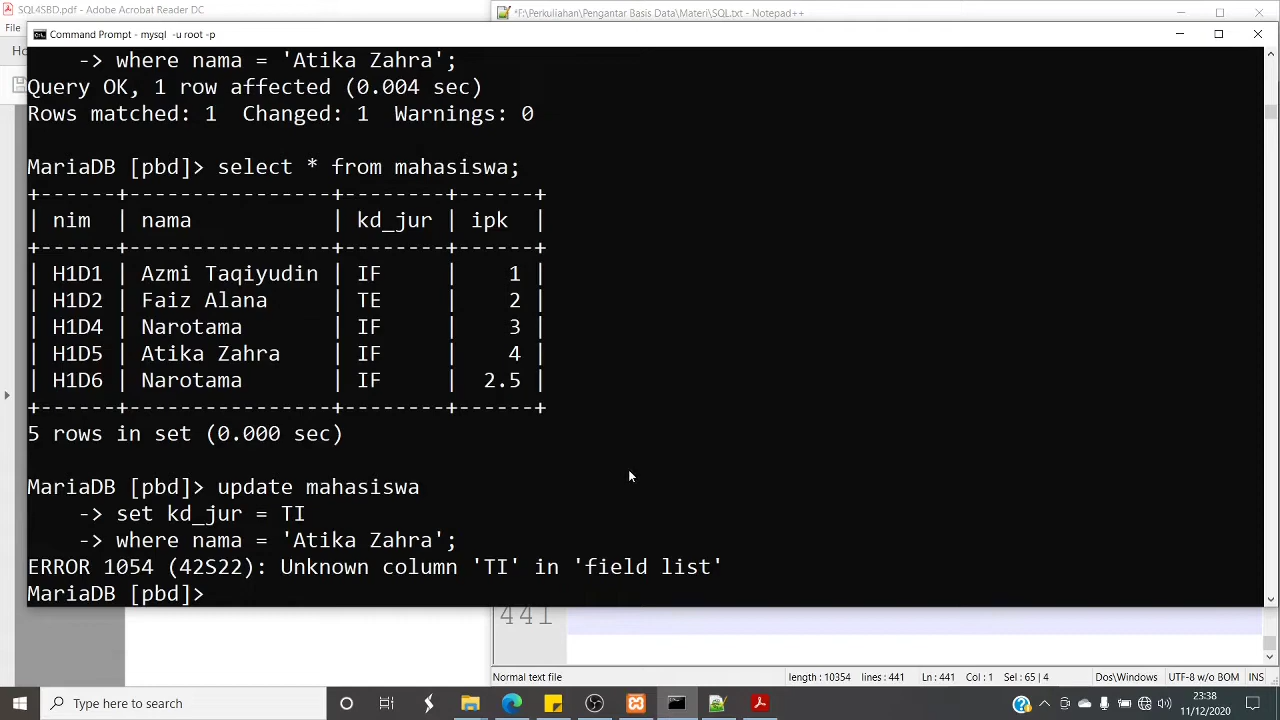 SQL4SBD.pdf - Adobe Acrobat Reader DC
*F:\Perkuliahan\Pengantar Basis Data\Materi\SQL.txt - Notepad++
File
Command Prompt - mysql -u root -p
-> where nama = 'Atika Zahra';
Query OK, 1 row affected (0.004 sec)
Rows matched: 1  Changed: 1  Warnings: 0
MariaDB [pbd]> select * from mahasiswa;
+------+----------------+--------+------+
| nim  | nama           | kd_jur | ipk  |
+------+----------------+--------+------+
| H1D1 | Azmi Taqiyudin | IF     |    1 |
| H1D2 | Faiz Alana     | TE     |    2 |
| H1D4 | Narotama       | IF     |    3 |
| H1D5 | Atika Zahra    | IF     |    4 |
| H1D6 | Narotama       | IF     |  2.5 |
+------+----------------+--------+------+
5 rows in set (0.000 sec)
MariaDB [pbd]> update mahasiswa
-> set kd_jur = TI
-> where nama = 'Atika Zahra';
ERROR 1054 (42S22): Unknown column 'TI' in 'field list'
MariaDB [pbd]>
441
Normal text file
length : 10354  lines : 441
Ln : 441  Col : 1  Sel : 65 | 4
Dos\Windows
UTF-8 w/o BOM
INS
Type here to search
23:38
11/12/2020